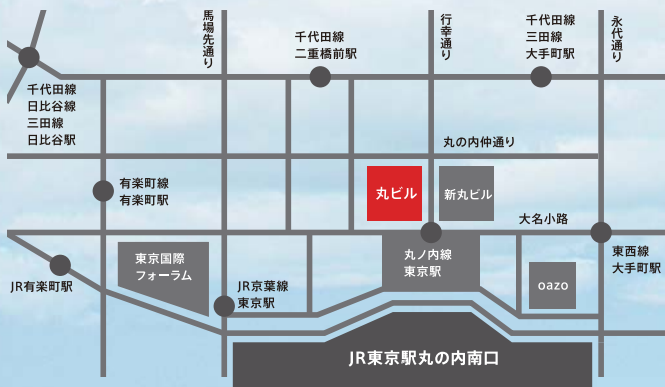 馬場先通り
行幸通り
永代通り
千代田線
二重橋前駅
千代田線
三田線
大手町駅
千代田線
日比谷線
三田線
日比谷駅
丸の内仲通り
有楽町線
有楽町駅
丸ビル
新丸ビル
大名小路
東京国際
フォーラム
丸ノ内線
東京駅
東西線
大手町駅
JR有楽町駅
JR京葉線
東京駅
oazo
JR東京駅丸の内南口